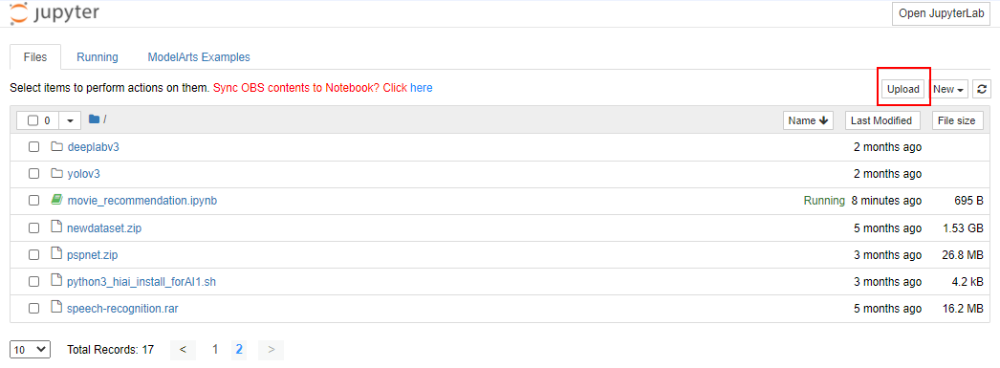 jupyter Open JupyterLab
Files Running ModelArts Examples
Select items to perform actions on them. Sync OBS contents to Notebook? Click here Upload New
0 / Name Last Modified File size
deeplabv3 2 months ago
yolov3 2 months ago
movie_recommendation.ipynb Running 8 minutes ago 695 B
newdataset.zip 5 months ago 1.53 GB
pspnet.zip 3 months ago 26.8 MB
python3_hiai_install_forAI1.sh 3 months ago 4.2 kB
speech-recognition.rar 5 months ago 16.2 MB
10 Total Records: 17 < 1 2 >